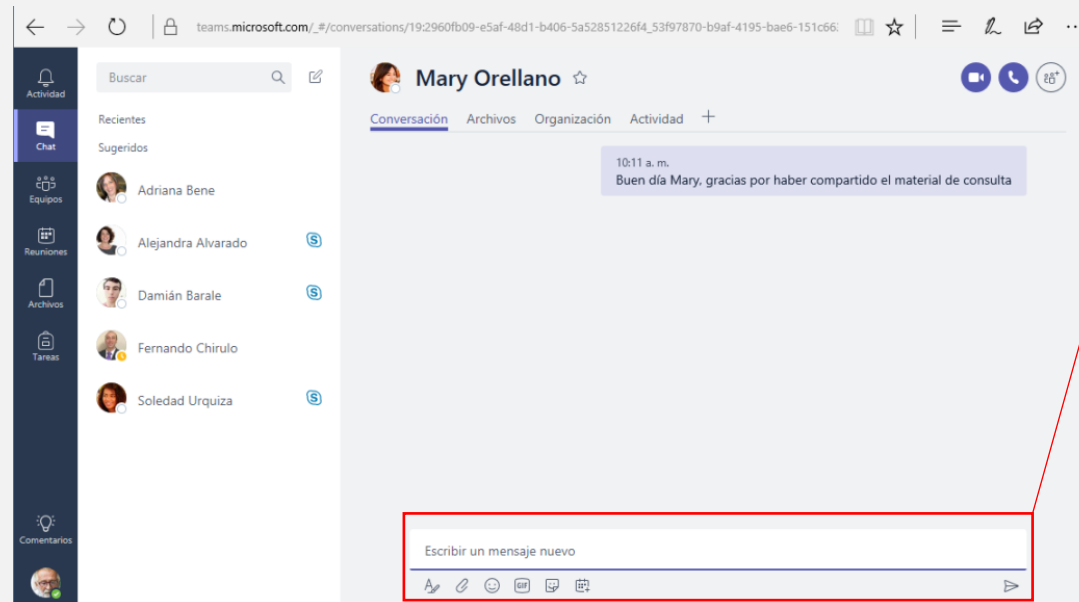 teams.microsoft.com/_#/conversations/19:2960fb09-e5af-48d1-b406-5a52851226f4_53f97870-b9af-4195-bae6-151c66
Actividad
Chat
Equipos
Reuniones
Archivos
Tareas
Comentarios
Buscar
Recientes
Sugeridos
Adriana Bene
Alejandra Alvarado
Damián Barale
Fernando Chirulo
Soledad Urquiza
Mary Orellano
Conversación Archivos Organización Actividad
10:11 a. m.
Buen día Mary, gracias por haber compartido el material de consulta
Escribir un mensaje nuevo
GIF